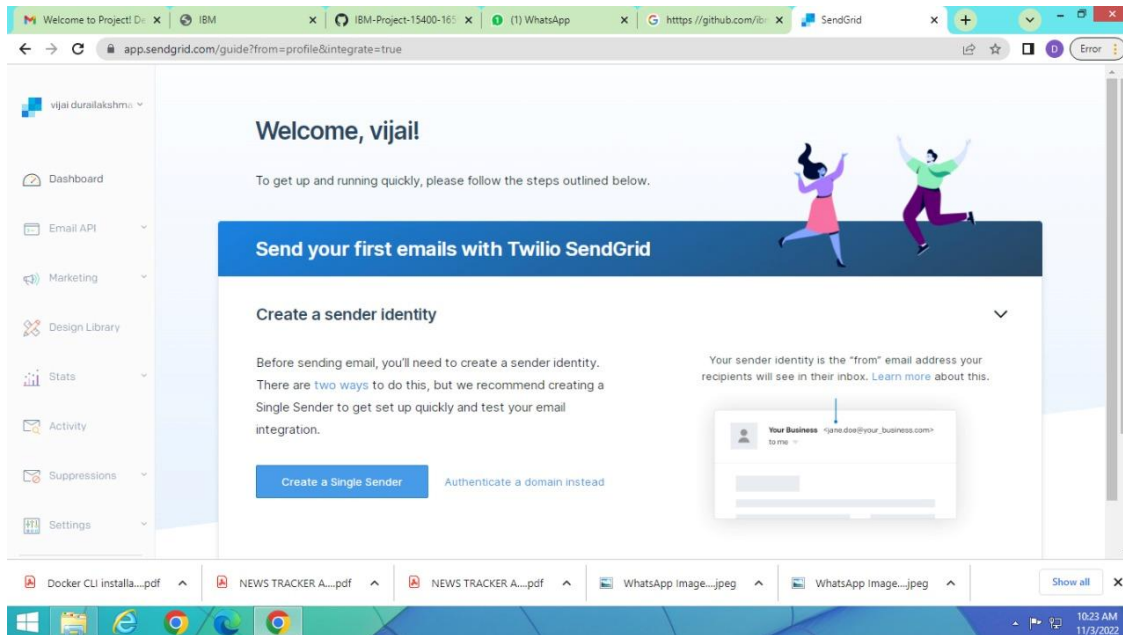 Welcome to Project! De
IBM
IBM-Project-15400-165
(1) WhatsApp
htttps://github.com/ibm
SendGrid
app.sendgrid.com/guide?from=profile&integrate=true
D
Error
vijai durailakshma
Dashboard
Email API
Marketing
Design Library
Stats
Activity
Suppressions
Settings
Welcome, vijai!
To get up and running quickly, please follow the steps outlined below.
Send your first emails with Twilio SendGrid
Create a sender identity
Before sending email, you'll need to create a sender identity.
There are two ways to do this, but we recommend creating a
Single Sender to get set up quickly and test your email
integration.
Create a Single Sender
Authenticate a domain instead
Your sender identity is the "from" email address your
recipients will see in their inbox. Learn more about this.
Your Business <jane.doe@your_business.com>
to me
Docker CLI installa....pdf
NEWS TRACKER A....pdf
NEWS TRACKER A....pdf
WhatsApp Image....jpeg
WhatsApp Image....jpeg
Show all
10:23 AM
11/3/2022